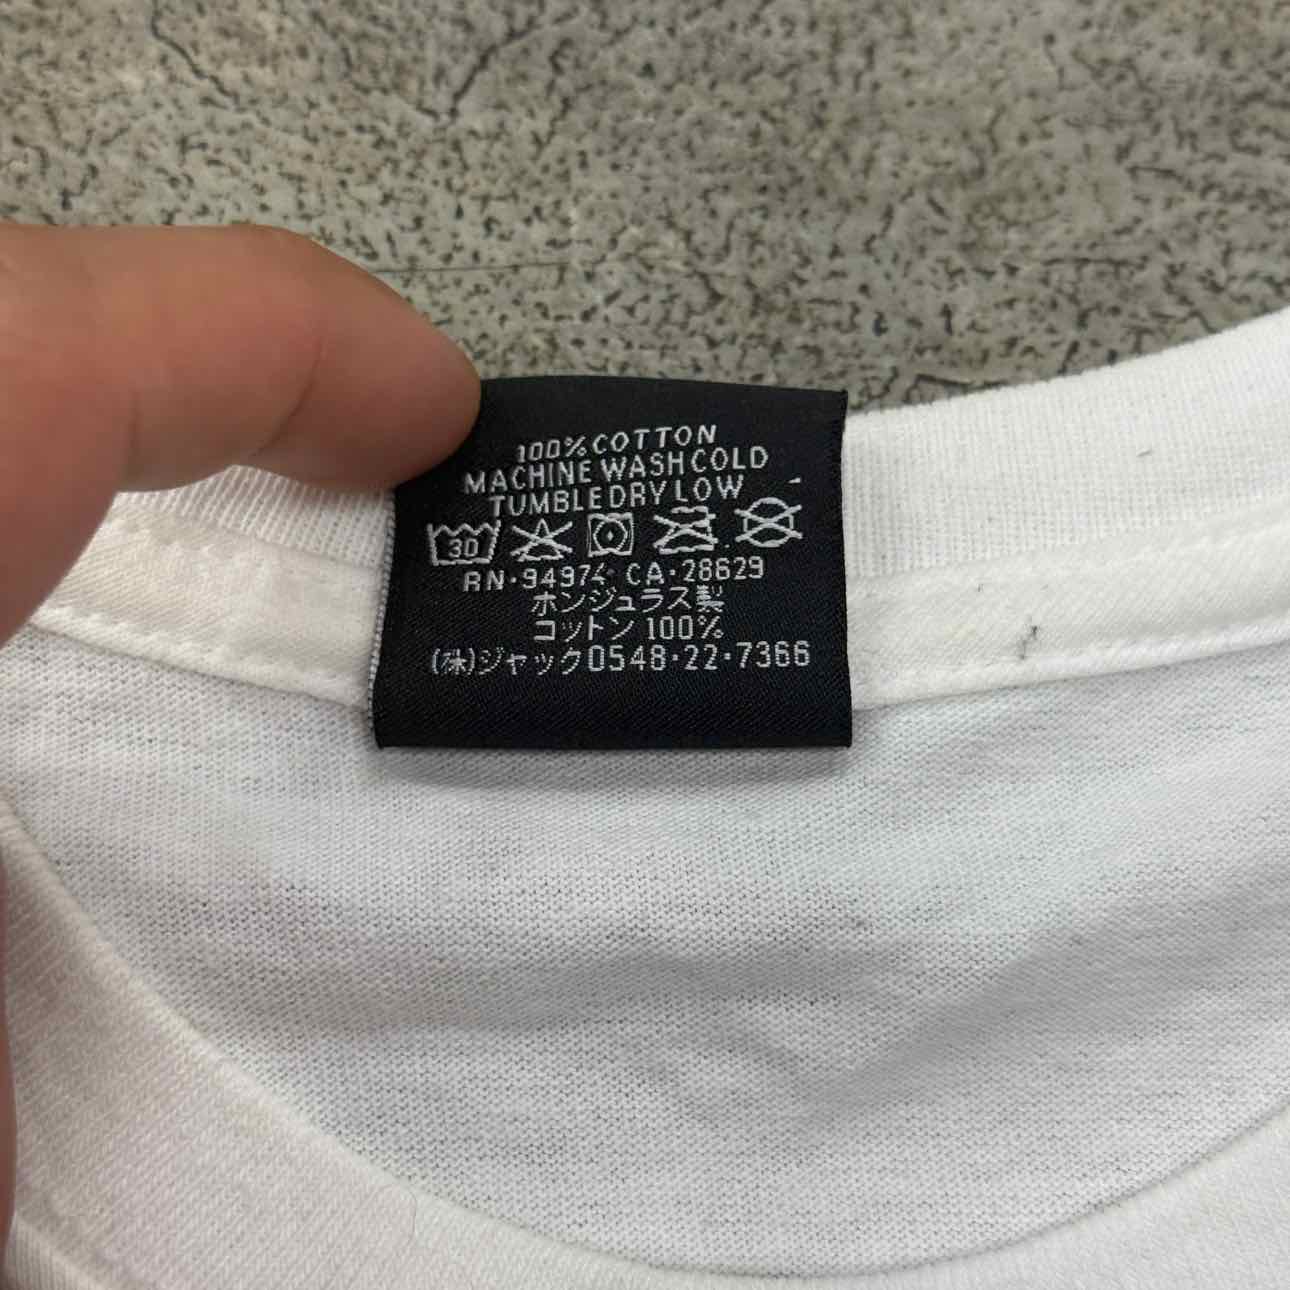 100% COTTON
MACHINE WASH COLD
TUMBLE DRY LOW
30
RN·94974 CA·28629
ホンジュラス製
コットン 100%
(株)ジャック0548·22·7366